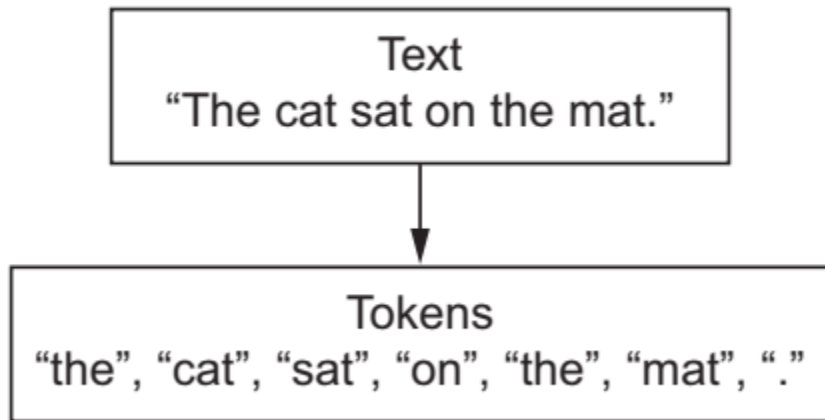 Text
“The cat sat on the mat.”
Tokens
“the”, “cat”, “sat”, “on”, “the”, “mat”, “.”